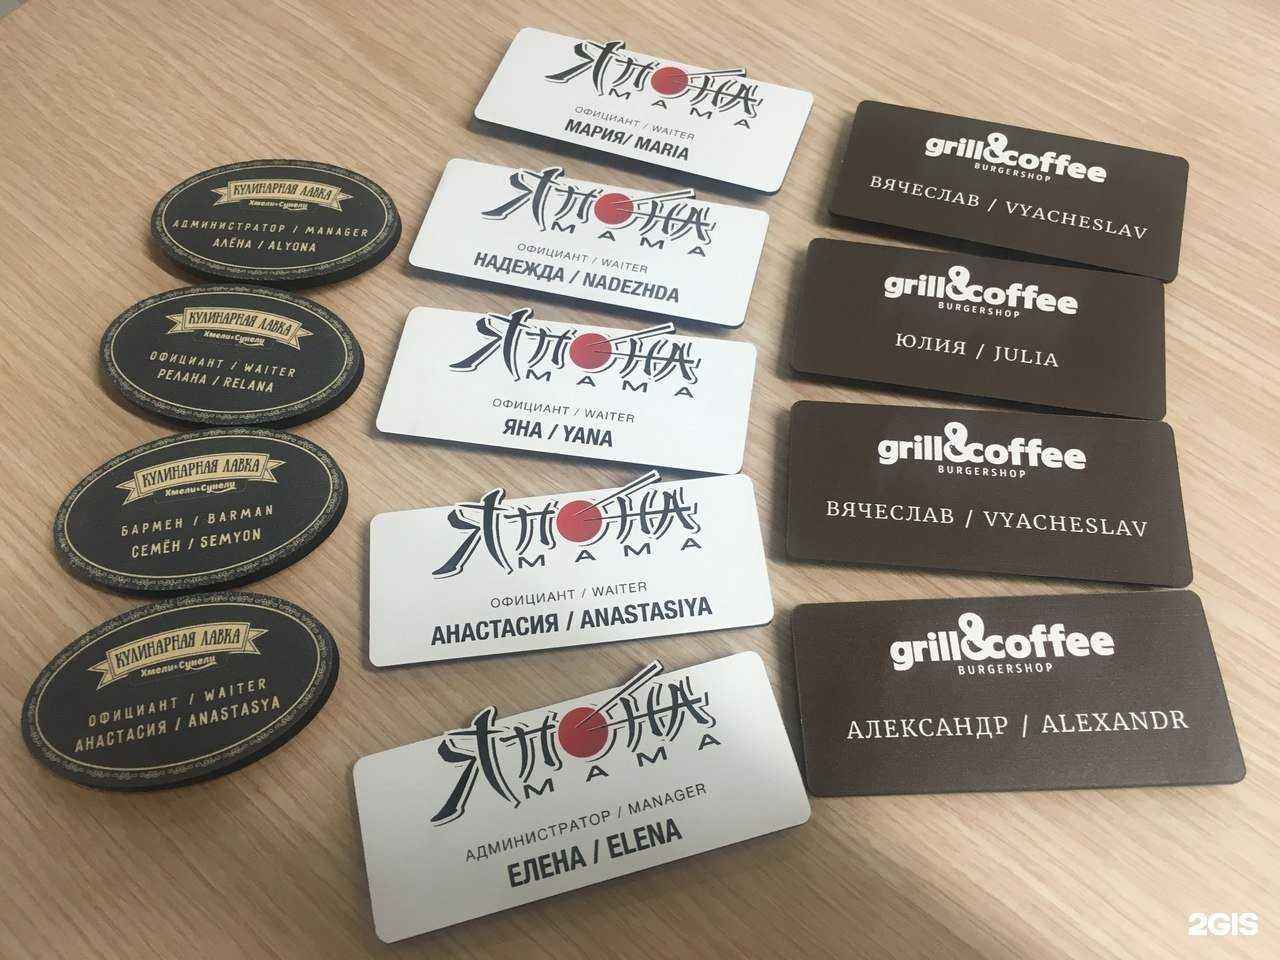 КУЛИНАРНАЯ ЛАВКА
Хмели & Сунели
АДМИНИСТРАТОР / MANAGER
АЛЁНА / ALYONA
КУЛИНАРНАЯ ЛАВКА
Хмели & Сунели
ОФИЦИАНТ / WAITER
РЕЛАНА / RELANA
КУЛИНАРНАЯ ЛАВКА
Хмели & Сунели
БАРМЕН / BARMAN
СЕМЁН / SEMYON
КУЛИНАРНАЯ ЛАВКА
Хмели & Сунели
ОФИЦИАНТ / WAITER
АНАСТАСИЯ / ANASTASYA
ЯПОНА
МАМА
ОФИЦИАНТ / WAITER
МАРИЯ/ MARIA
ЯПОНА
МАМА
ОФИЦИАНТ / WAITER
НАДЕЖДА / NADEZHDA
ЯПОНА
МАМА
ОФИЦИАНТ / WAITER
ЯНА / YANA
ЯПОНА
МАМА
ОФИЦИАНТ / WAITER
АНАСТАСИЯ / ANASTASIYA
ЯПОНА
МАМА
АДМИНИСТРАТОР / MANAGER
ЕЛЕНА / ELENA
grill&coffee
BURGERSHOP
ВЯЧЕСЛАВ / VYACHESLAV
grill&coffee
BURGERSHOP
ЮЛИЯ / JULIA
grill&coffee
BURGERSHOP
ВЯЧЕСЛАВ / VYACHESLAV
grill&coffee
BURGERSHOP
АЛЕКСАНДР / ALEXANDR
2GIS